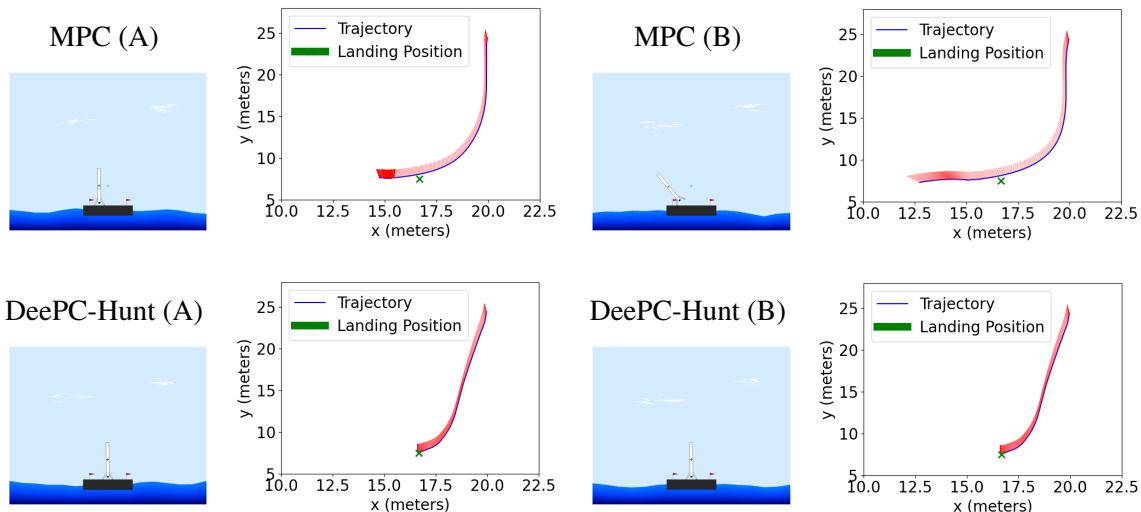 MPC (A)
Trajectory
Landing Position
y (meters)
25
20
15
10
5
10.0 12.5 15.0 17.5 20.0 22.5
x (meters)
MPC (B)
Trajectory
Landing Position
y (meters)
25
20
15
10
5
10.0 12.5 15.0 17.5 20.0 22.5
x (meters)
DeePC-Hunt (A)
Trajectory
Landing Position
y (meters)
25
20
15
10
5
10.0 12.5 15.0 17.5 20.0 22.5
x (meters)
DeePC-Hunt (B)
Trajectory
Landing Position
y (meters)
25
20
15
10
5
10.0 12.5 15.0 17.5 20.0 22.5
x (meters)